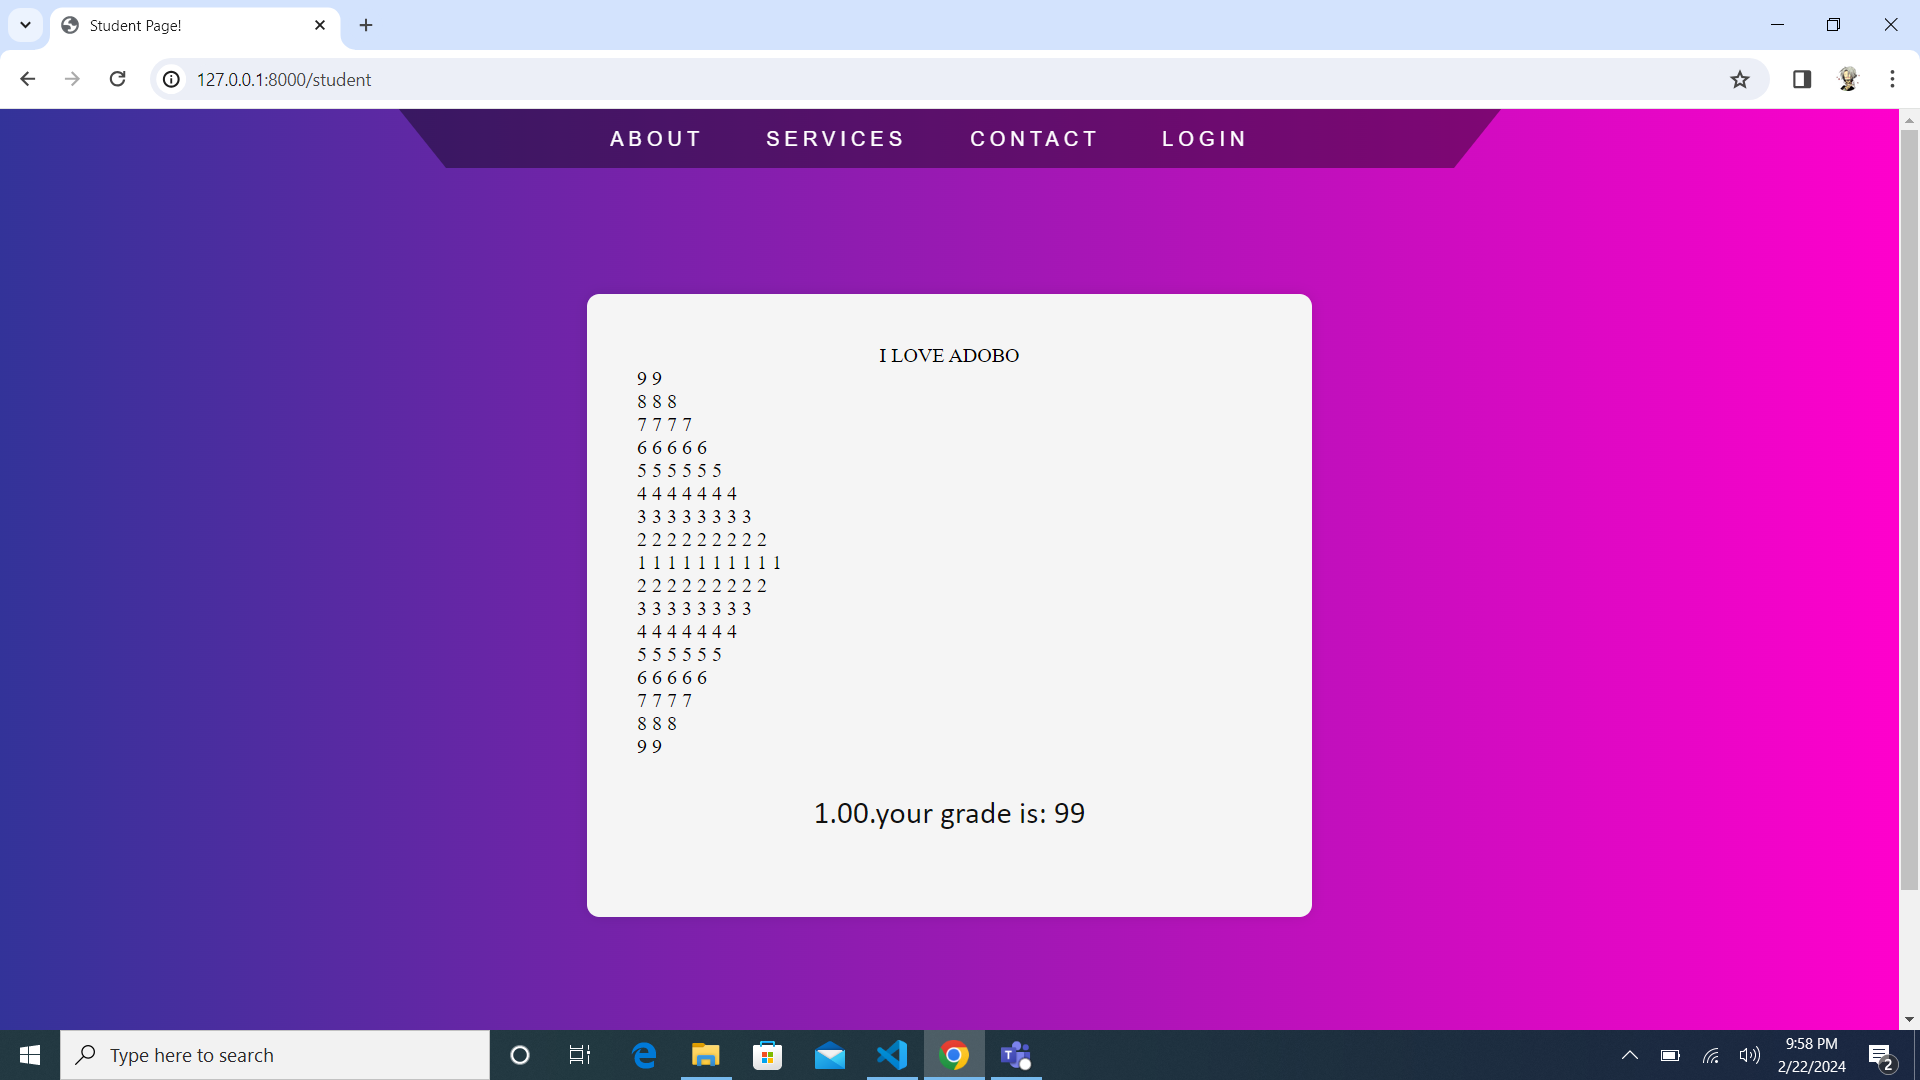 Student Page!
127.0.0.1:8000/student
ABOUT SERVICES CONTACT LOGIN
I LOVE ADOBO
9 9
8 8 8
7 7 7 7
6 6 6 6 6
5 5 5 5 5 5
4 4 4 4 4 4 4
3 3 3 3 3 3 3 3
2 2 2 2 2 2 2 2 2
1 1 1 1 1 1 1 1 1 1
2 2 2 2 2 2 2 2 2
3 3 3 3 3 3 3 3
4 4 4 4 4 4 4
5 5 5 5 5 5
6 6 6 6 6
7 7 7 7
8 8 8
9 9
1.00.your grade is: 99
Type here to search
9:58 PM
2/22/2024
2